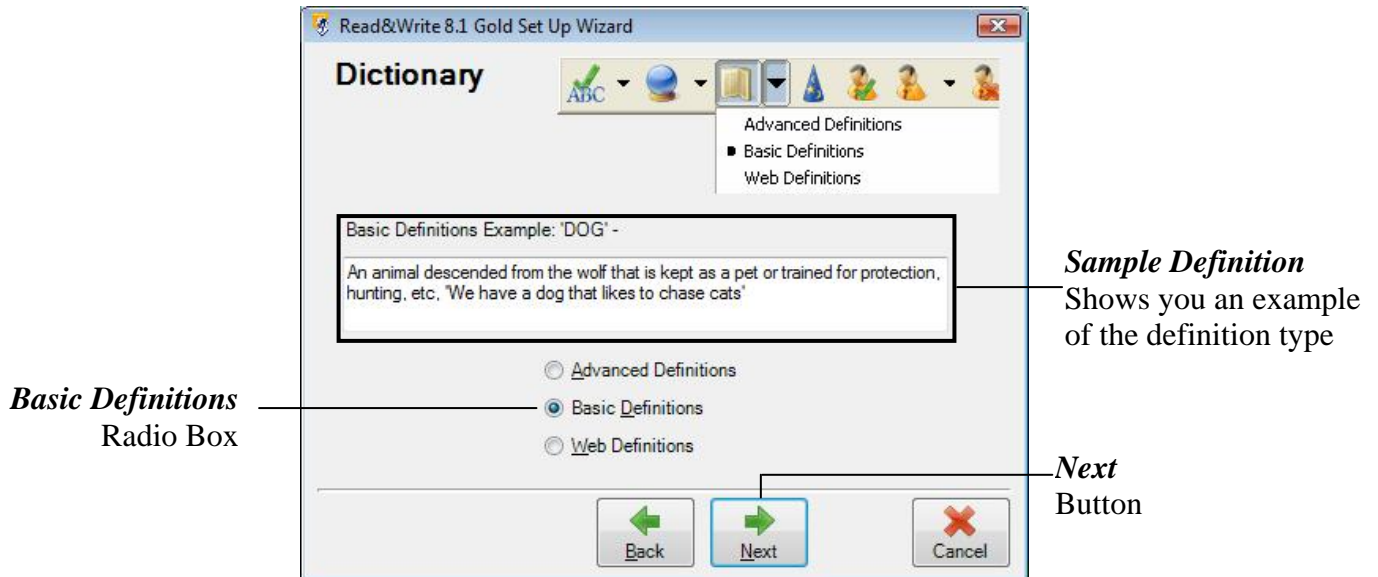 Read&Write 8.1 Gold Set Up Wizard
Dictionary
ABC
Advanced Definitions
Basic Definitions
Web Definitions
Basic Definitions Example: 'DOG' -
An animal descended from the wolf that is kept as a pet or trained for protection,
hunting, etc, 'We have a dog that likes to chase cats'
Sample Definition
Shows you an example
of the definition type
Advanced Definitions
Basic Definitions
Radio Box
Basic Definitions
Web Definitions
Next
Button
Back
Next
Cancel